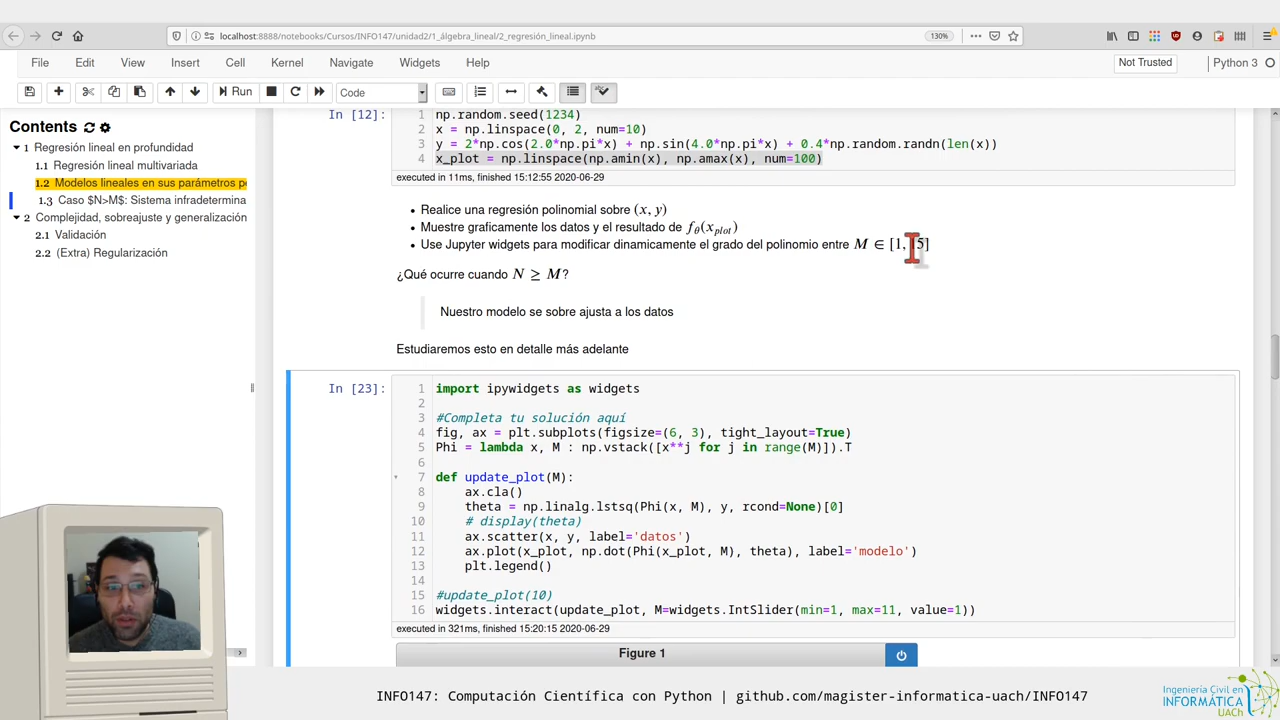 localhost:8888/notebooks/Cursos/INFO147/unidad2/1_álgebra_lineal/2_regresión_lineal.ipynb
130%
File Edit View Insert Cell Kernel Navigate Widgets Help
Not Trusted
Python 3
Run
Code
Contents
1 Regresión lineal en profundidad
1.1 Regresión lineal multivariada
1.2 Modelos lineales en sus parámetros p
1.3 Caso $N>M$: Sistema infradetermina
2 Complejidad, sobreajuste y generalización
2.1 Validación
2.2 (Extra) Regularización
In [12]:
1 np.random.seed(1234)
2 x = np.linspace(0, 2, num=10)
3 y = 2*np.cos(2.0*np.pi*x) + np.sin(4.0*np.pi*x) + 0.4*np.random.randn(len(x))
4 x_plot = np.linspace(np.amin(x), np.amax(x), num=100)
executed in 11ms, finished 15:12:55 2020-06-29
• Realice una regresión polinomial sobre (x, y)
• Muestre graficamente los datos y el resultado de fθ(xplot)
• Use Jupyter widgets para modificar dinamicamente el grado del polinomio entre M ∈ [1, 15]
¿Qué ocurre cuando N ≥ M?
Nuestro modelo se sobre ajusta a los datos
Estudiaremos esto en detalle más adelante
In [23]:
1 import ipywidgets as widgets
2
3 #Completa tu solución aquí
4 fig, ax = plt.subplots(figsize=(6, 3), tight_layout=True)
5 Phi = lambda x, M : np.vstack([x**j for j in range(M)]).T
6
7 def update_plot(M):
8 ax.cla()
9 theta = np.linalg.lstsq(Phi(x, M), y, rcond=None)[0]
10 # display(theta)
11 ax.scatter(x, y, label='datos')
12 ax.plot(x_plot, np.dot(Phi(x_plot, M), theta), label='modelo')
13 plt.legend()
14
15 #update_plot(10)
16 widgets.interact(update_plot, M=widgets.IntSlider(min=1, max=11, value=1))
executed in 321ms, finished 15:20:15 2020-06-29
Figure 1
INFO147: Computación Científica con Python | github.com/magister-informatica-uach/INFO147
Ingeniería Civil en
INFORMÁTICA
UACh